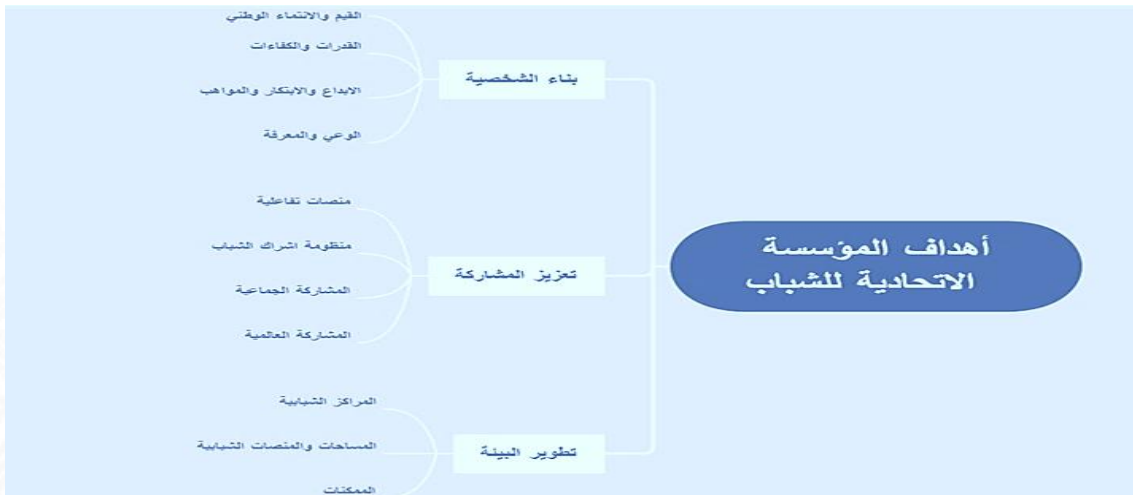 أهداف المؤسسة
الاتحادية للشباب
بناء الشخصية
القيم والانتماء الوطني
القدرات والكفاءات
الابداع والابتكار والمواهب
الوعي والمعرفة
تعزيز المشاركة
منصات تفاعلية
منظومة اشراك الشباب
المشاركة الجماعية
المشاركة العالمية
تطوير البيئة
المراكز الشبابية
المساحات والمنصات الشبابية
الممكنات